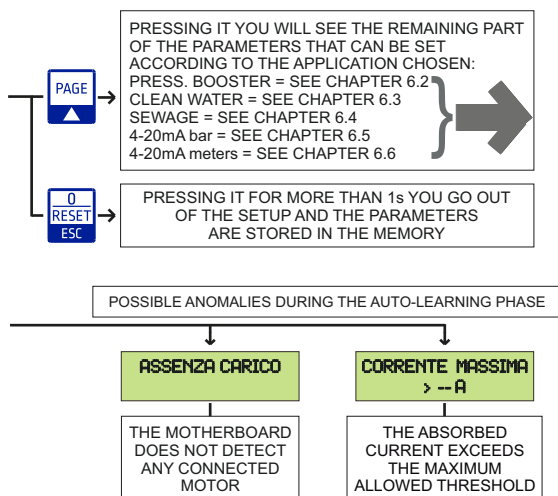 PRESSING IT YOU WILL SEE THE REMAINING PART
OF THE PARAMETERS THAT CAN BE SET
ACCORDING TO THE APPLICATION CHOSEN:
PRESS. BOOSTER = SEE CHAPTER 6.2
CLEAN WATER = SEE CHAPTER 6.3
SEWAGE = SEE CHAPTER 6.4
4-20mA bar = SEE CHAPTER 6.5
4-20mA meters = SEE CHAPTER 6.6
PAGE
0
RESET
ESC
PRESSING IT FOR MORE THAN 1s YOU GO OUT
OF THE SETUP AND THE PARAMETERS
ARE STORED IN THE MEMORY
POSSIBLE ANOMALIES DURING THE AUTO-LEARNING PHASE
ASSENZA CARICO
THE MOTHERBOARD
DOES NOT DETECT
ANY CONNECTED
MOTOR
CORRENTE MASSIMA
> --A
THE ABSORBED
CURRENT EXCEEDS
THE MAXIMUM
ALLOWED THRESHOLD